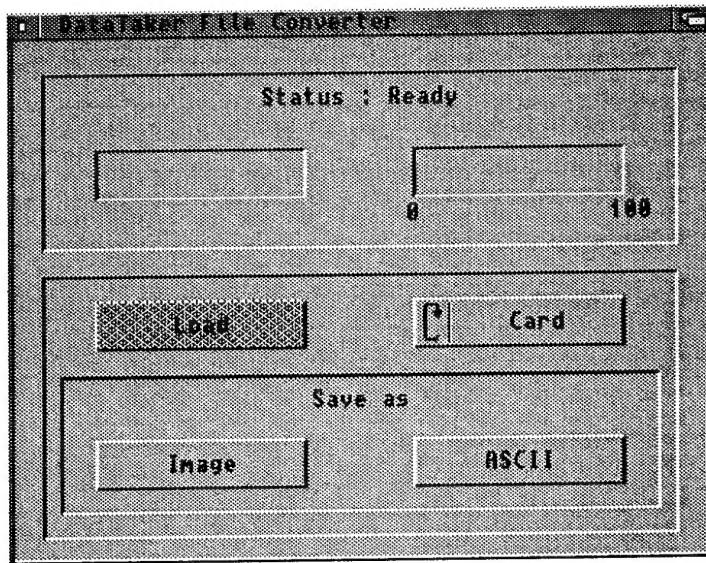 DataTaker File Converter
Status : Ready
0 100
Load Card
Save as
Image ASCII